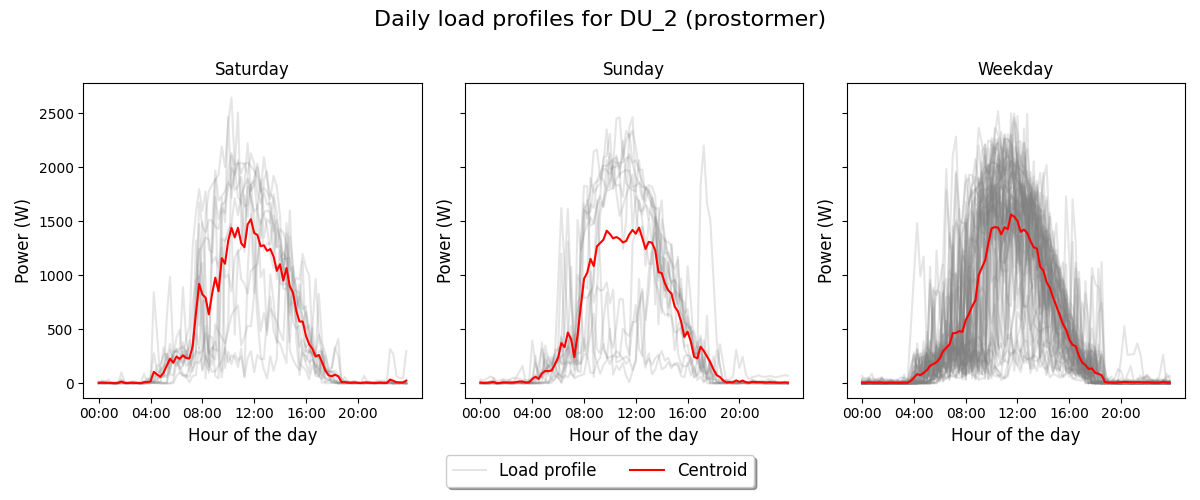 Daily load profiles for DU_2 (prostormer)
Saturday
Sunday
Weekday
Power (W)
2500
2000
1500
1000
500
0
00:00 04:00 08:00 12:00 16:00 20:00
Hour of the day
Power (W)
00:00 04:00 08:00 12:00 16:00 20:00
Hour of the day
Power (W)
00:00 04:00 08:00 12:00 16:00 20:00
Hour of the day
Load profile
Centroid